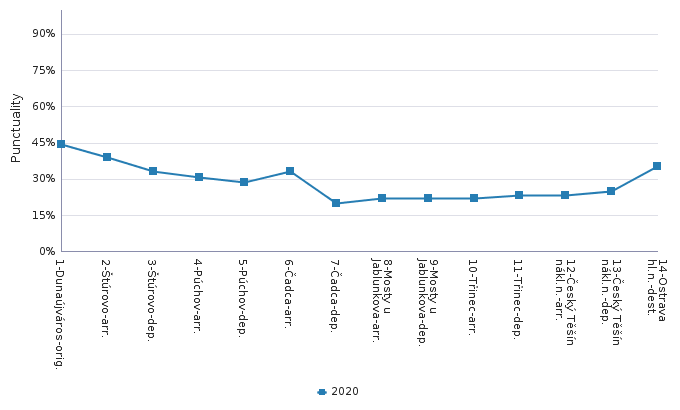 90%
75%
60%
45%
30%
15%
0%
Punctuality
1-Dunaújváros-orig.
2-Štúrovo-arr.
3-Štúrovo-dep.
4-Púchov-arr.
5-Púchov-dep.
6-Čadca-arr.
7-Čadca-dep.
8-Mosty u
Jablunkova-arr.
9-Mosty u
Jablunkova-dep.
10-Třinec-arr.
11-Třinec-dep.
12-Český Těšín
nákl.n.-arr.
13-Český Těšín
nákl.n.-dep.
14-Ostrava
hl.n.-dest.
2020